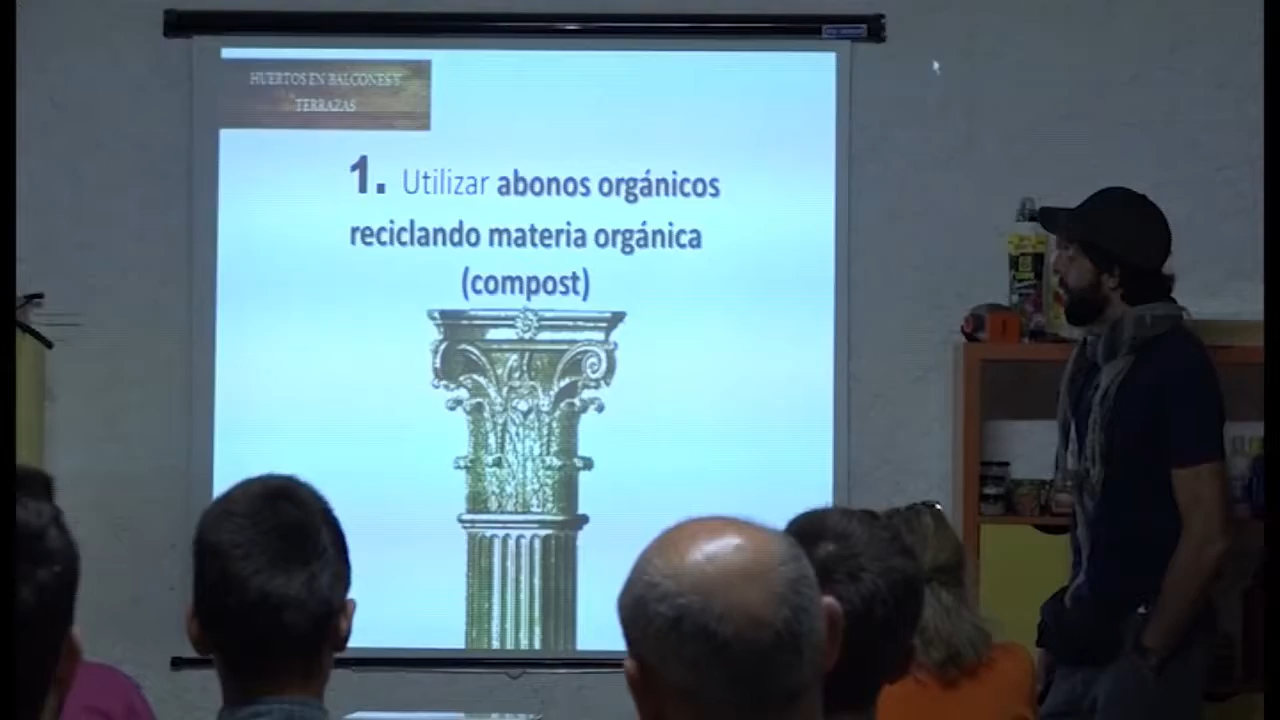 HUERTOS EN BALCONES Y
TERRAZAS
1. Utilizar abonos orgánicos
reciclando materia orgánica
(compost)